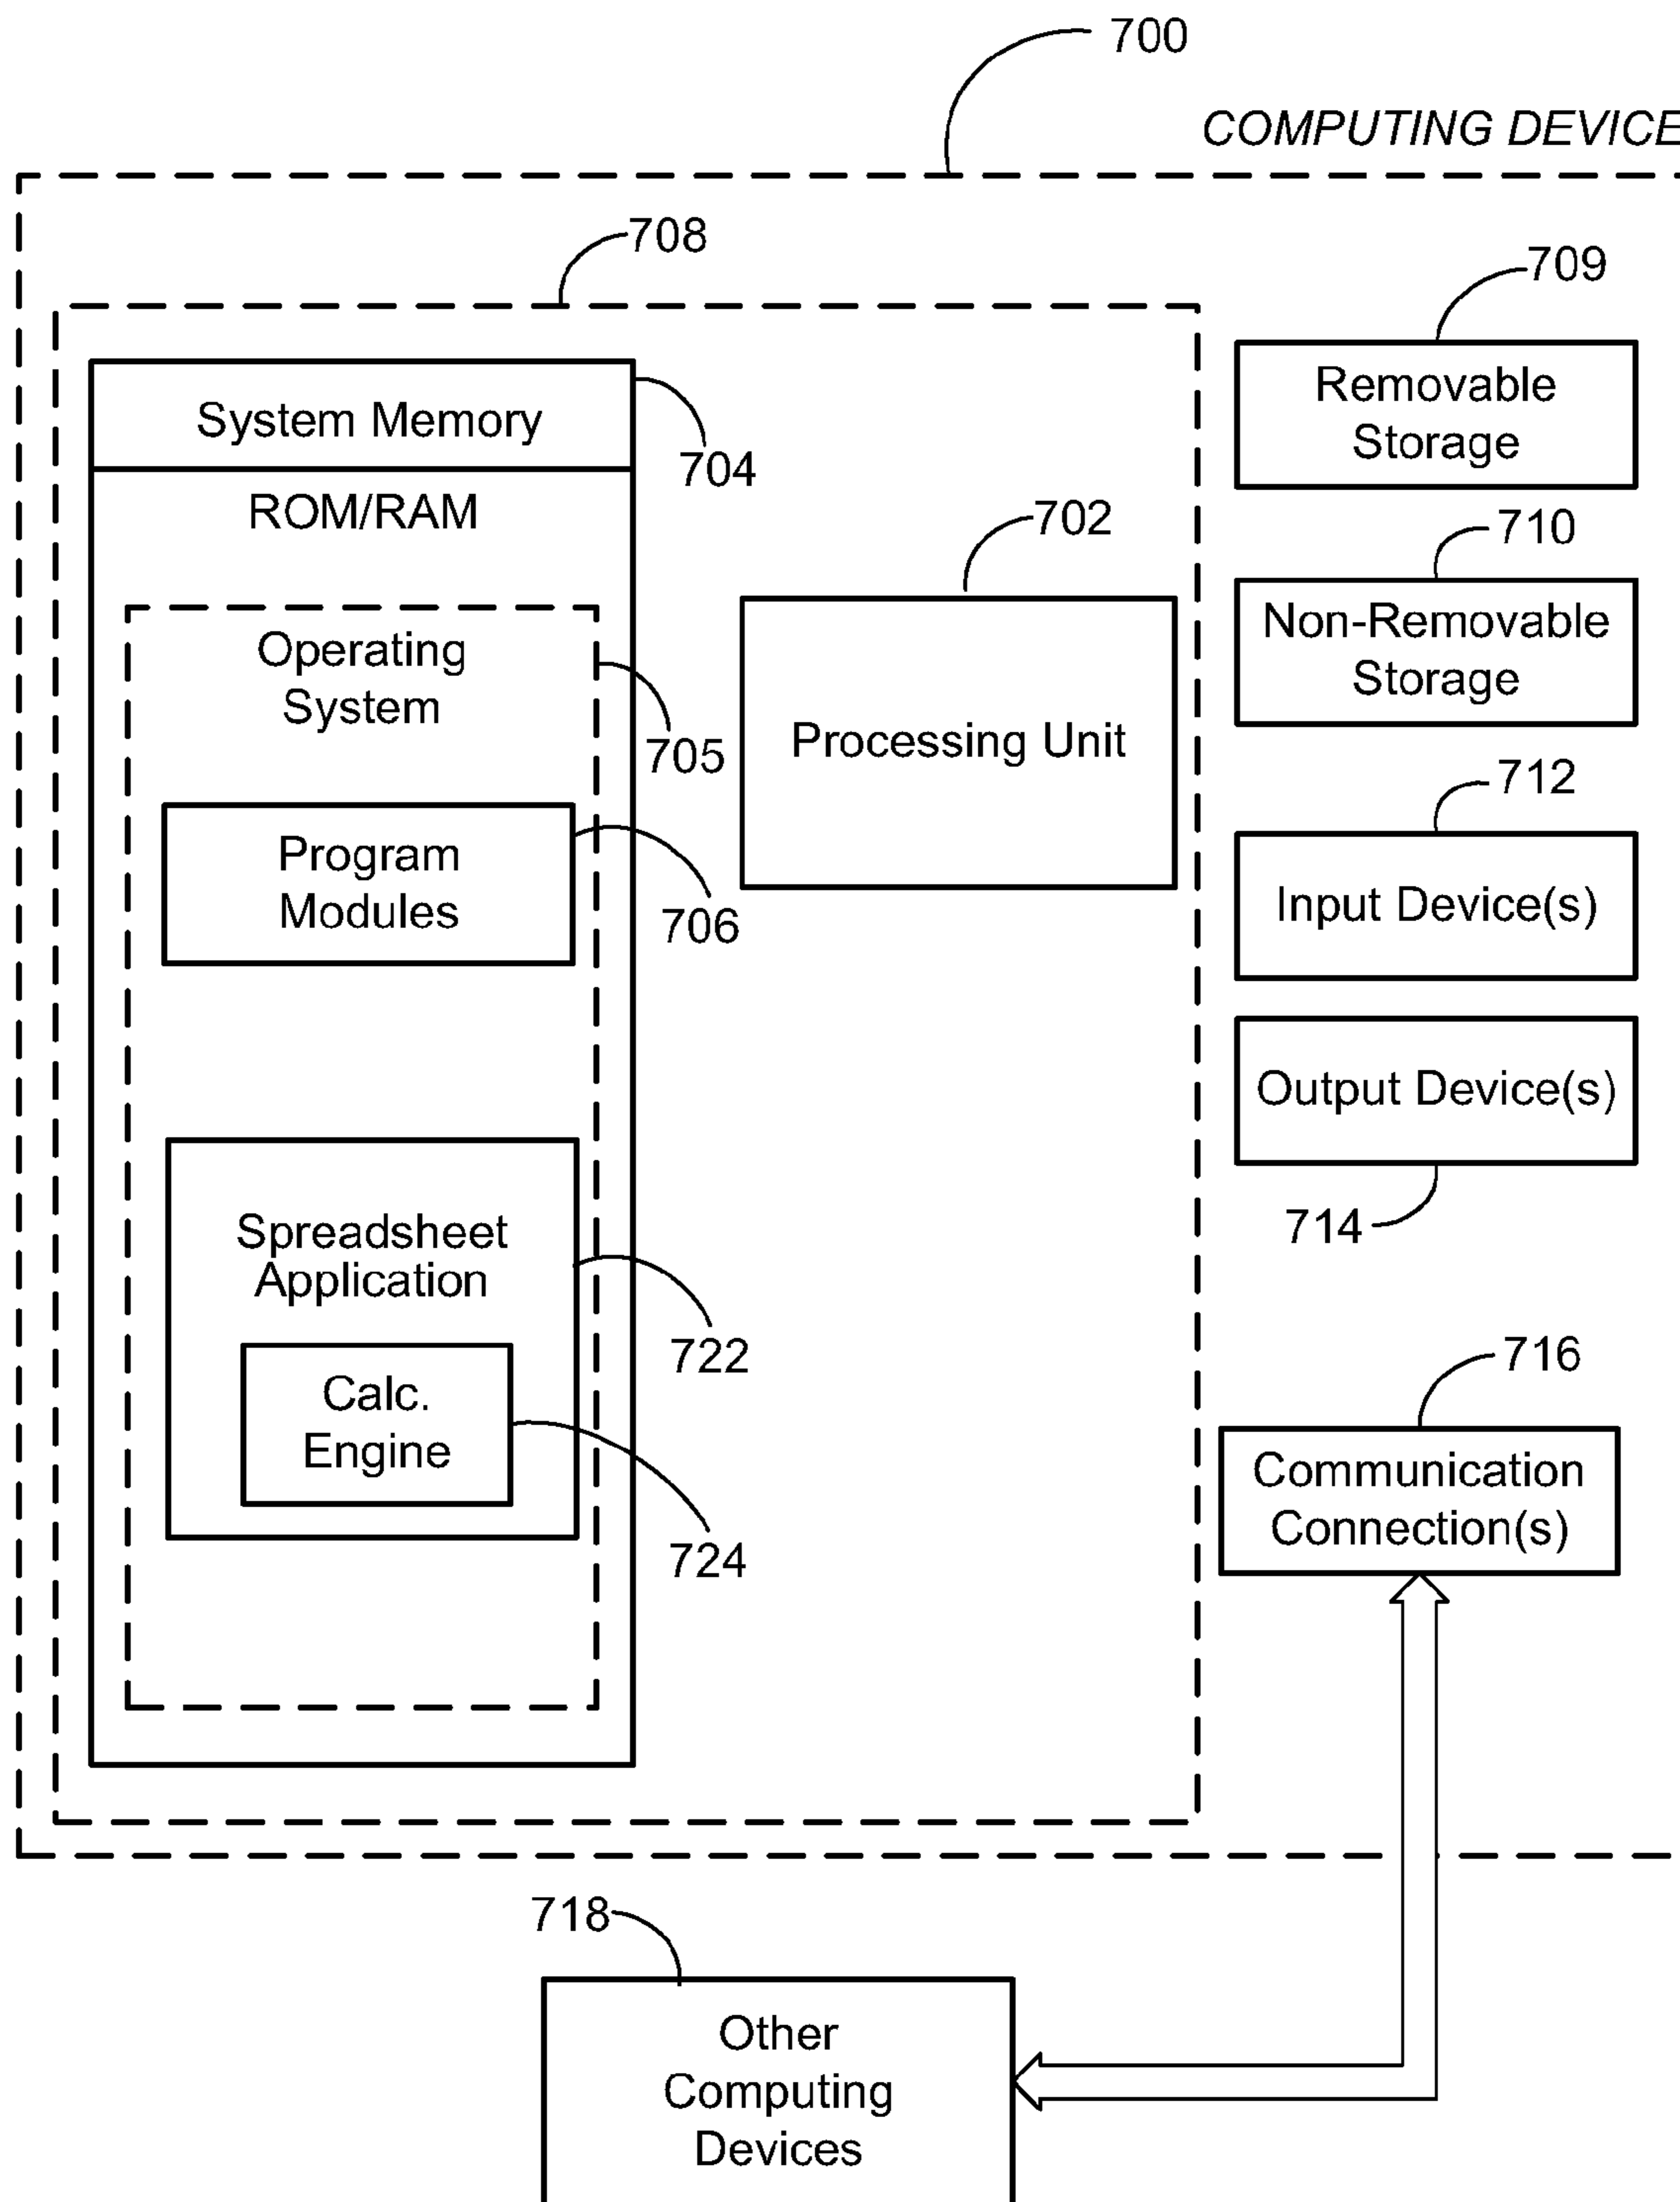 700
COMPUTING DEVICE
708
709
Removable
Storage
System Memory
704
ROM/RAM
702
710
Non-Removable
Storage
Operating
System
705
Processing Unit
712
Input Device(s)
Program
Modules
706
Output Device(s)
714
Spreadsheet
Application
722
Calc.
Engine
724
716
Communication
Connection(s)
718
Other
Computing
Devices